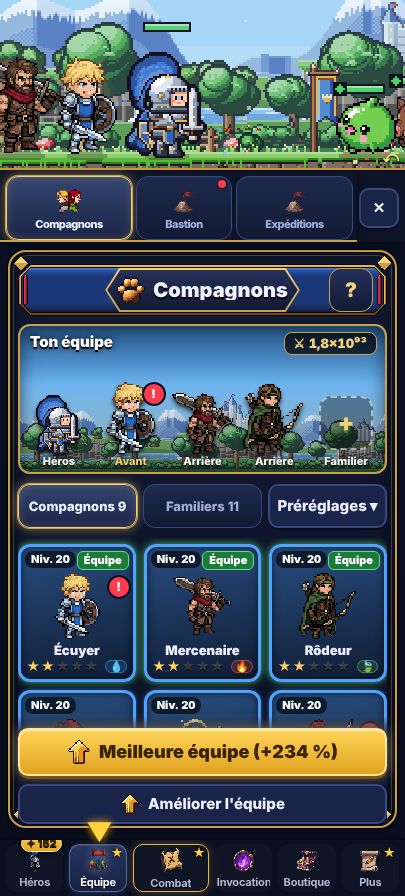 Compagnons
Bastion
Expéditions
×
Compagnons
?
Ton équipe
⚔ 1,8×10⁹³
!
Héros
Avant
Arrière
Arrière
Familier
+
Compagnons 9
Familiers 11
Préréglages ▾
Niv. 20
Équipe
Niv. 20
Équipe
Niv. 20
Équipe
!
Écuyer
Mercenaire
Rôdeur
Niv. 20
Niv. 20
Niv. 20
Meilleure équipe (+234 %)
Améliorer l'équipe
Héros
Équipe
Combat
Invocation
Boutique
Plus